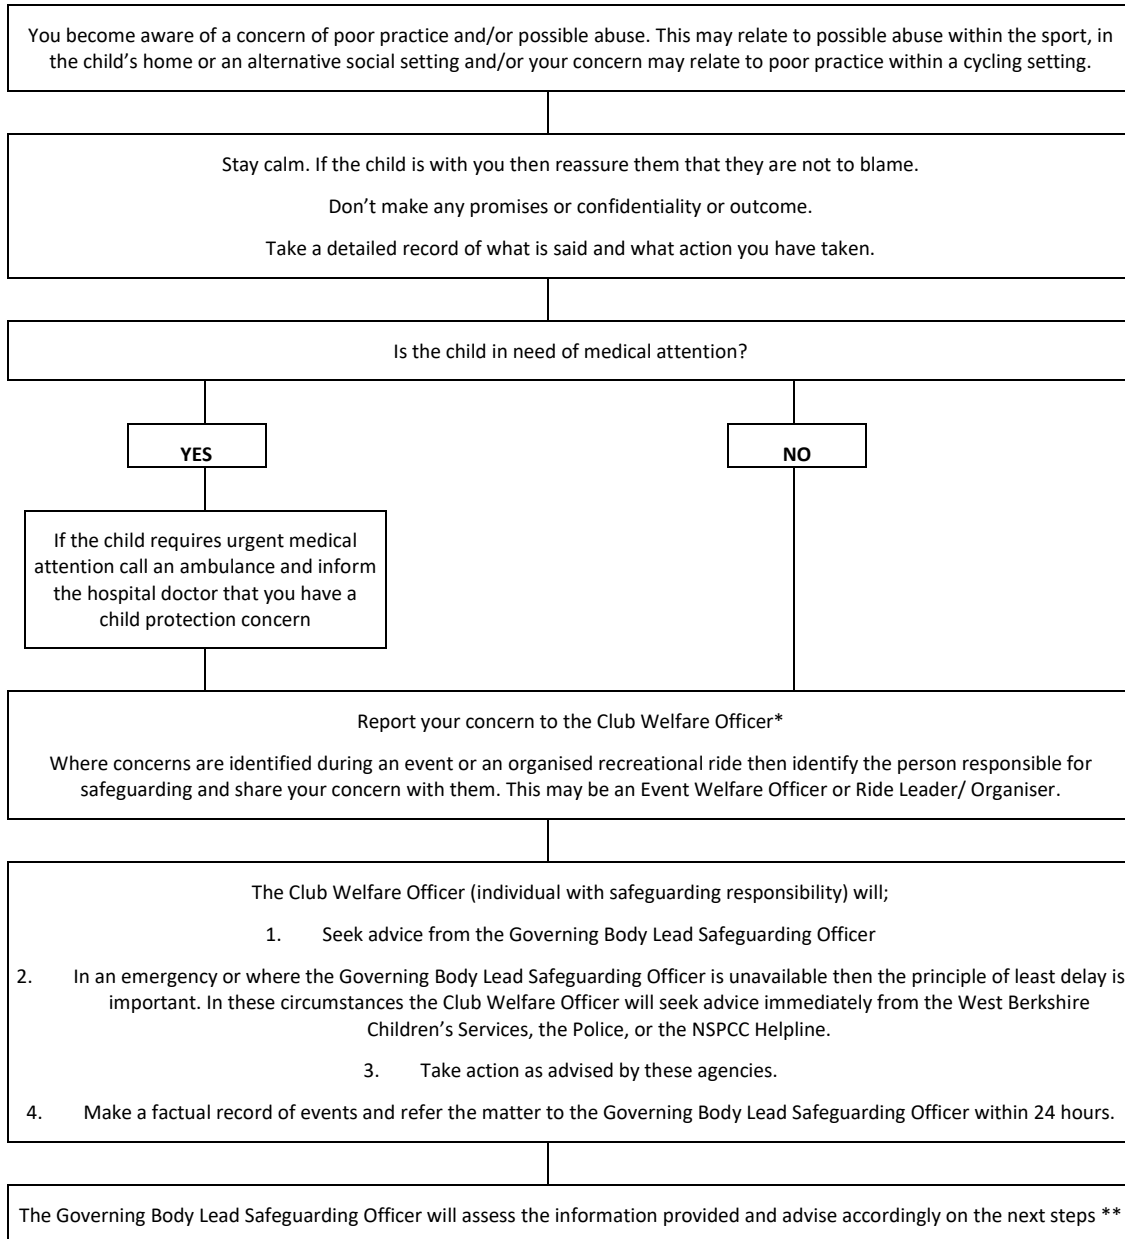 You become aware of a concern of poor practice and/or possible abuse. This may relate to possible abuse within the sport, in
the child’s home or an alternative social setting and/or your concern may relate to poor practice within a cycling setting.
Stay calm. If the child is with you then reassure them that they are not to blame.
Don’t make any promises or confidentiality or outcome.
Take a detailed record of what is said and what action you have taken.
Is the child in need of medical attention?
YES
NO
If the child requires urgent medical
attention call an ambulance and inform
the hospital doctor that you have a
child protection concern
Report your concern to the Club Welfare Officer*
Where concerns are identified during an event or an organised recreational ride then identify the person responsible for
safeguarding and share your concern with them. This may be an Event Welfare Officer or Ride Leader/ Organiser.
The Club Welfare Officer (individual with safeguarding responsibility) will;
1. Seek advice from the Governing Body Lead Safeguarding Officer
2. In an emergency or where the Governing Body Lead Safeguarding Officer is unavailable then the principle of least delay is
important. In these circumstances the Club Welfare Officer will seek advice immediately from the West Berkshire
Children’s Services, the Police, or the NSPCC Helpline.
3. Take action as advised by these agencies.
4. Make a factual record of events and refer the matter to the Governing Body Lead Safeguarding Officer within 24 hours.
The Governing Body Lead Safeguarding Officer will assess the information provided and advise accordingly on the next steps **